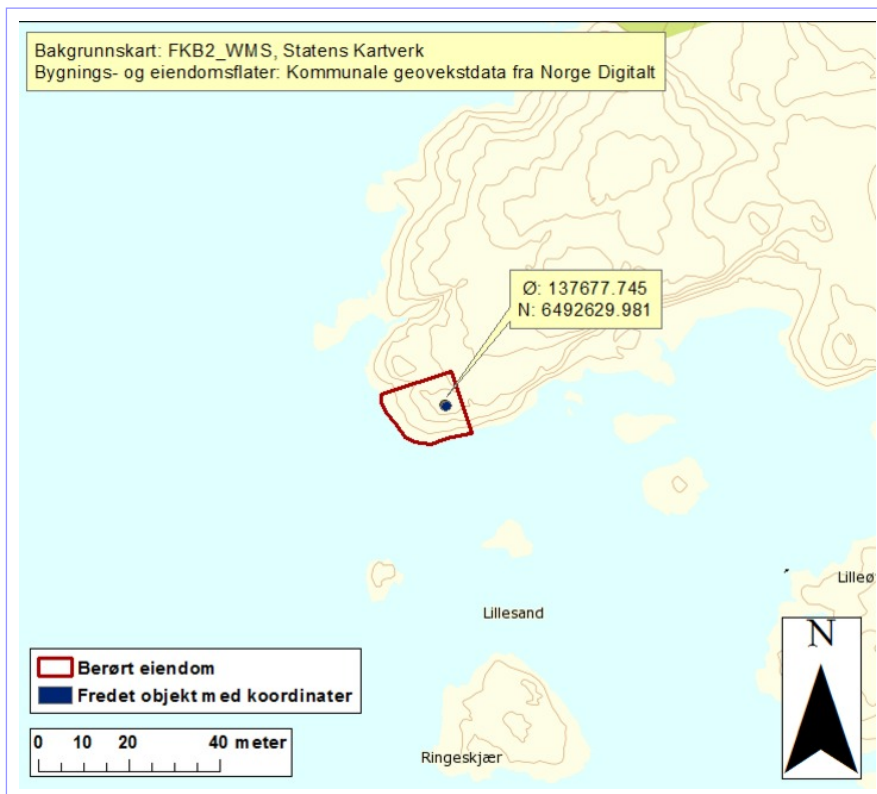 Bakgrunnskart: FKB2_WMS, Statens Kartverk
Bygnings- og eiendomsflater: Kommunale geovekstdata fra Norge Digitalt
Ø: 137677.745
N: 6492629.981
Lilleø
Lillesand
N
Berørt eiendom
Fredet objekt med koordinater
0 10 20 40 meter
Ringeskjær